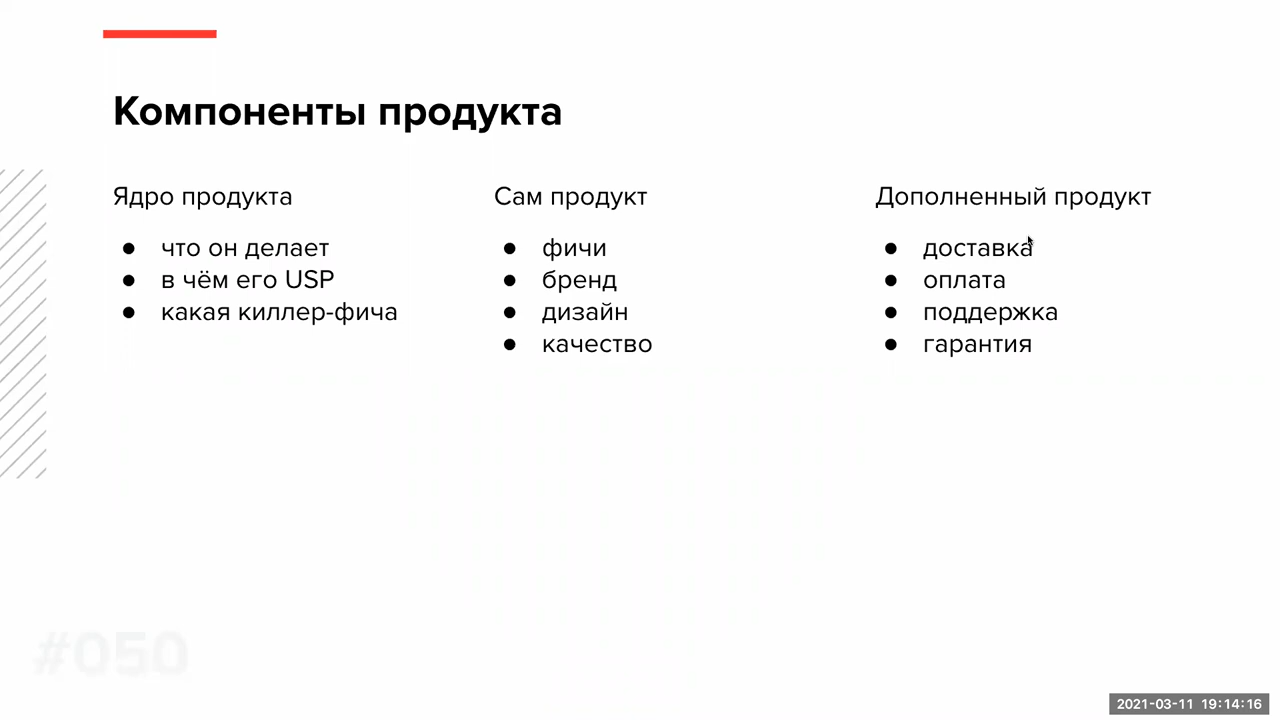 Компоненты продукта
Ядро продукта
● что он делает
● в чём его USP
● какая киллер-фича
Сам продукт
● фичи
● бренд
● дизайн
● качество
Дополненный продукт
● доставка
● оплата
● поддержка
● гарантия
#050
2021-03-11 19:14:16